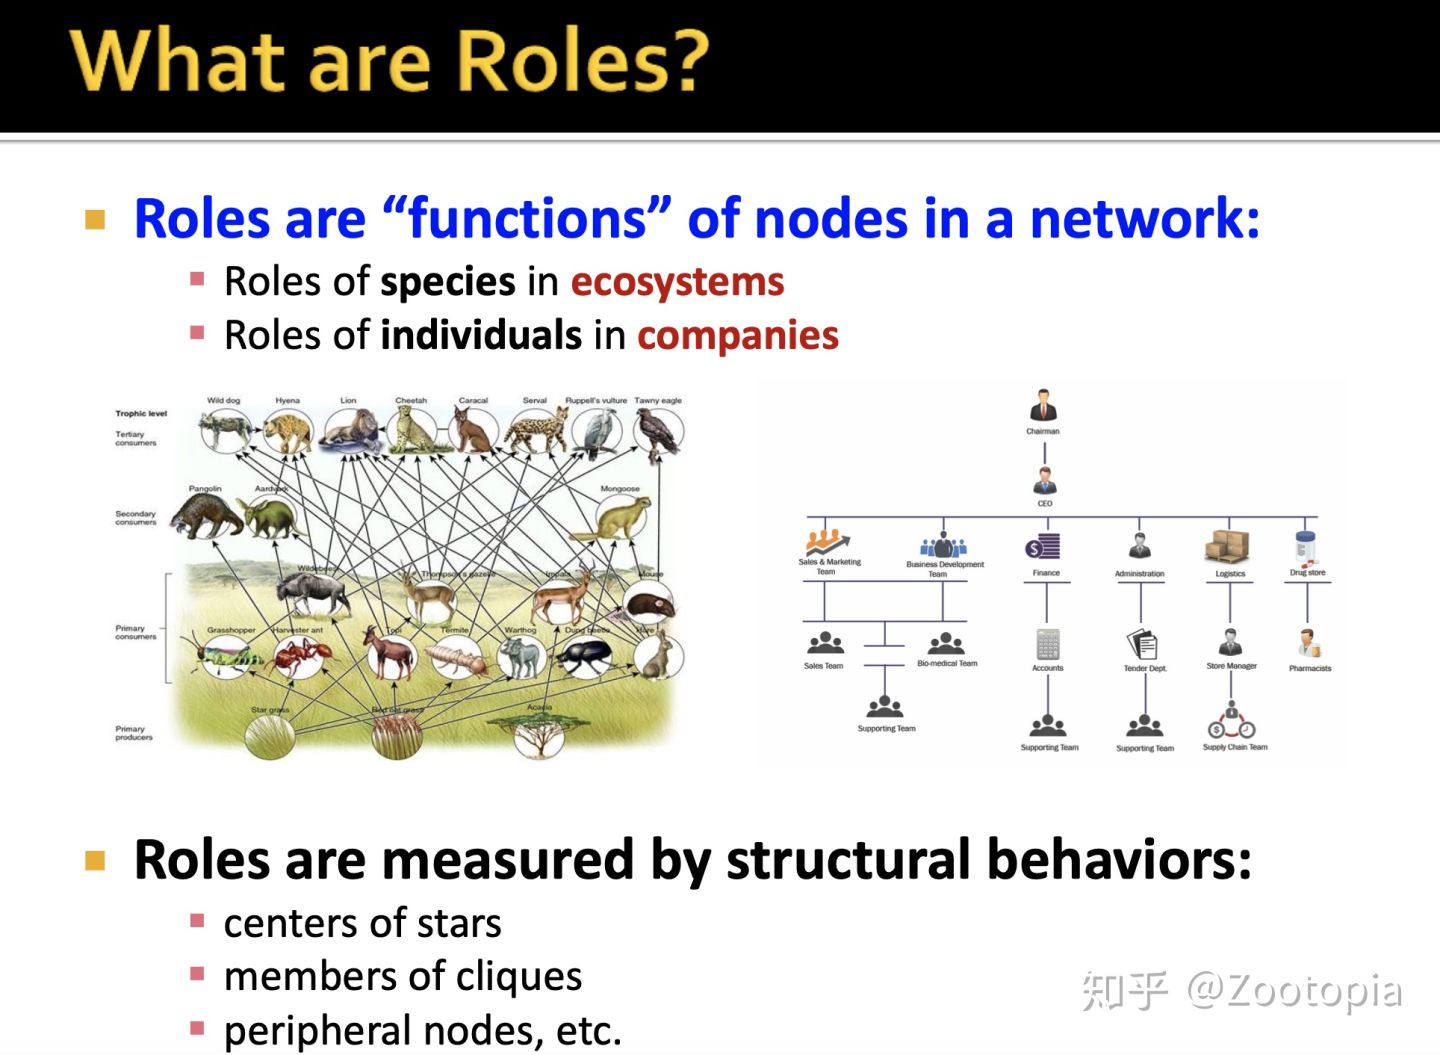 What are Roles?
Roles are “functions” of nodes in a network:
Roles of species in ecosystems
Roles of individuals in companies
Wild dog Hyena Lion Cheetah Caracal Serval Ruppell's vulture Tawny eagle
Trophic level
Tertiary
consumers
Pangolin Aardvark Mongoose
Secondary
consumers
Wildebeest Thompson's gazelle Impala Mouse
Primary
consumers
Grasshopper Harvester ant Topi Termite Warthog Dung beetle Hare
Star grass Red oat grass Acacia
Primary
producers
Chairman
CEO
Sales & Marketing
Team
Business Development
Team
Finance
Administration
Logistics
Drug store
Sales Team
Bio-medical Team
Accounts
Tender Dept.
Store Manager
Pharmacists
Supporting Team
Supporting Team
Supporting Team
Supply Chain Team
Roles are measured by structural behaviors:
centers of stars
members of cliques
peripheral nodes, etc.
知乎 @Zootopia